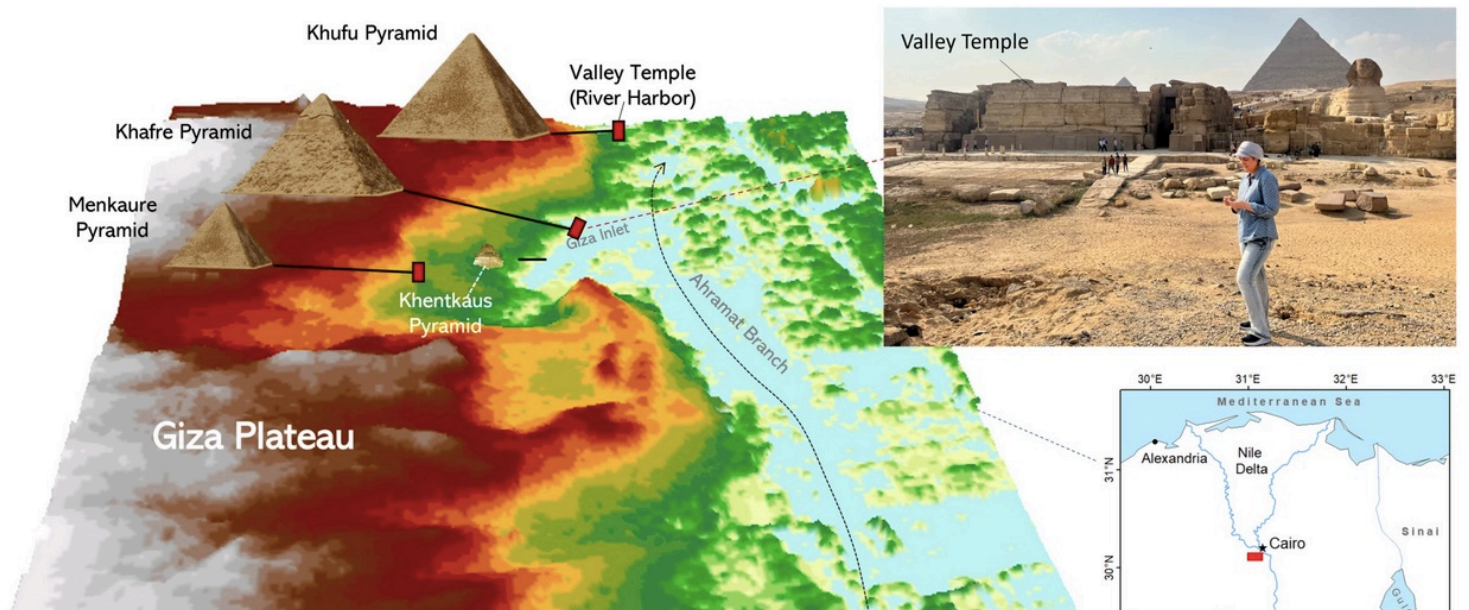 Khufu Pyramid
Valley Temple
(River Harbor)
Khafre Pyramid
Menkaure
Pyramid
Giza Inlet
Khentkaus
Pyramid
Ahramat Branch
Giza Plateau
Valley Temple
30°E
31°E
32°E
33°E
Mediterranean Sea
Alexandria
Nile
Delta
31°N
Sinai
Cairo
30°N